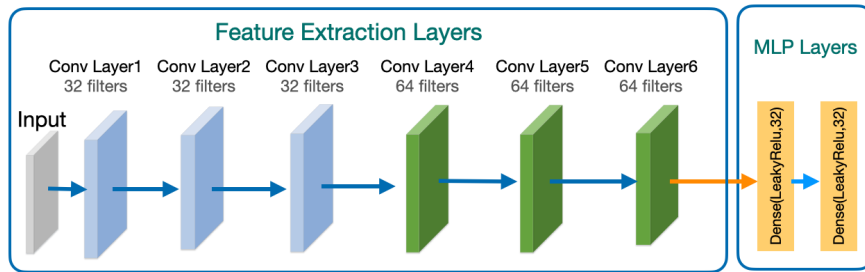 Feature Extraction Layers
MLP Layers
Conv Layer1
32 filters
Conv Layer2
32 filters
Conv Layer3
32 filters
Conv Layer4
64 filters
Conv Layer5
64 filters
Conv Layer6
64 filters
Input
Dense(LeakyRelu,32)
Dense(LeakyRelu,32)